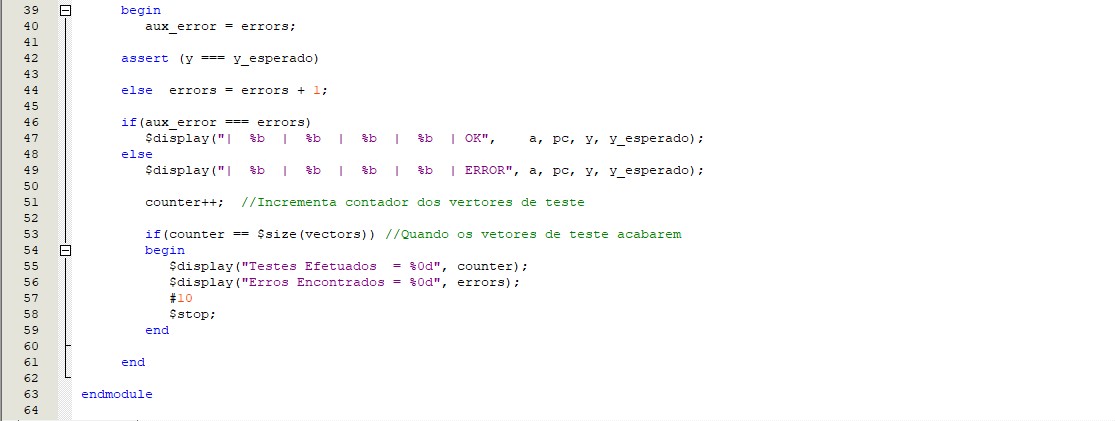 39 begin
40 aux_error = errors;
41
42 assert (y === y_esperado)
43
44 else  errors = errors + 1;
45
46 if(aux_error === errors)
47 $display("|  %b  |  %b  |  %b  |  %b  | OK",    a, pc, y, y_esperado);
48 else
49 $display("|  %b  |  %b  |  %b  |  %b  | ERROR", a, pc, y, y_esperado);
50
51 counter++;  //Incrementa contador dos vertores de teste
52
53 if(counter == $size(vectors)) //Quando os vetores de teste acabarem
54 begin
55 $display("Testes Efetuados  = %0d", counter);
56 $display("Erros Encontrados = %0d", errors);
57 #10
58 $stop;
59 end
60
61 end
62
63 endmodule
64